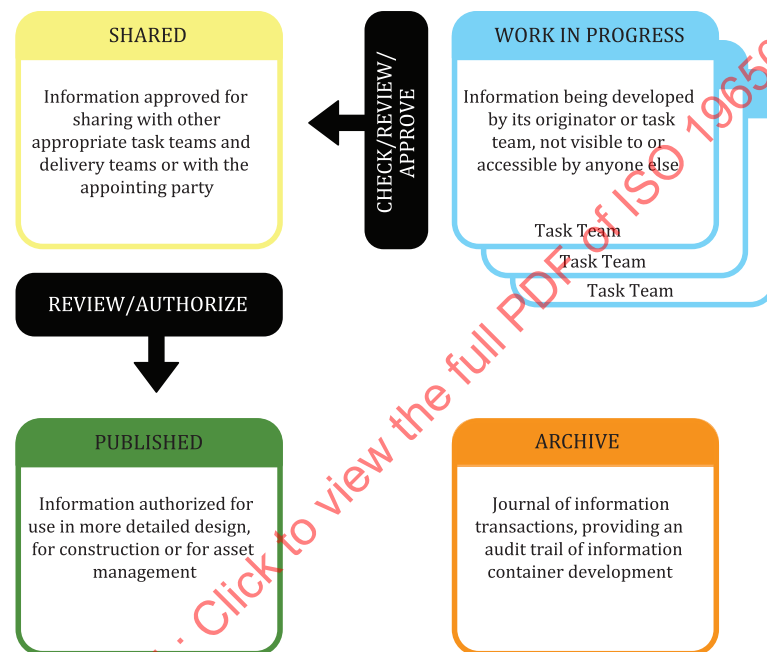 SHARED
Information approved for
sharing with other
appropriate task teams and
delivery teams or with the
appointing party
CHECK/REVIEW/
APPROVE
WORK IN PROGRESS
Information being developed
by its originator or task
team, not visible to or
accessible by anyone else
Task Team
Task Team
Task Team
REVIEW/AUTHORIZE
PUBLISHED
Information authorized for
use in more detailed design,
for construction or for asset
management
ARCHIVE
Journal of information
transactions, providing an
audit trail of information
container development
: Click to view the full PDF of ISO 19650